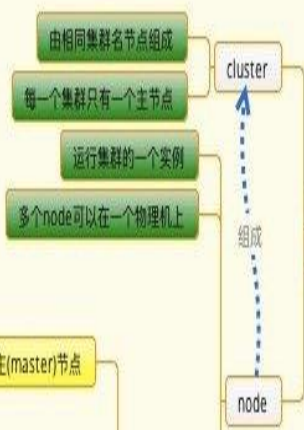 由相同集群名节点组成
cluster
每一个集群只有一个主节点
运行集群的一个实例
多个node可以在一个物理机上
组成
主(master)节点
node